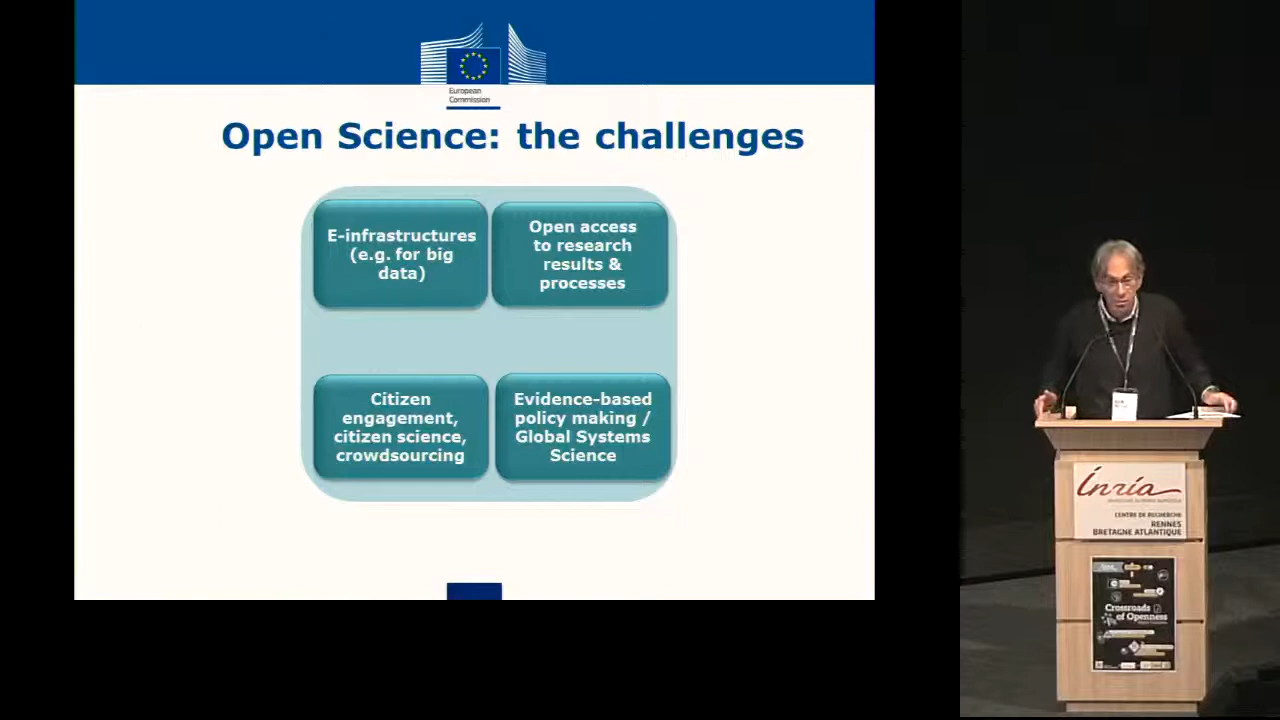 European
Commission
Open Science: the challenges
E-infrastructures
(e.g. for big
data)
Open access
to research
results &
processes
Citizen
engagement,
citizen science,
crowdsourcing
Evidence-based
policy making /
Global Systems
Science
Inria
CENTRE DE RECHERCHE
RENNES
BRETAGNE ATLANTIQUE
Crossroads
of Openness